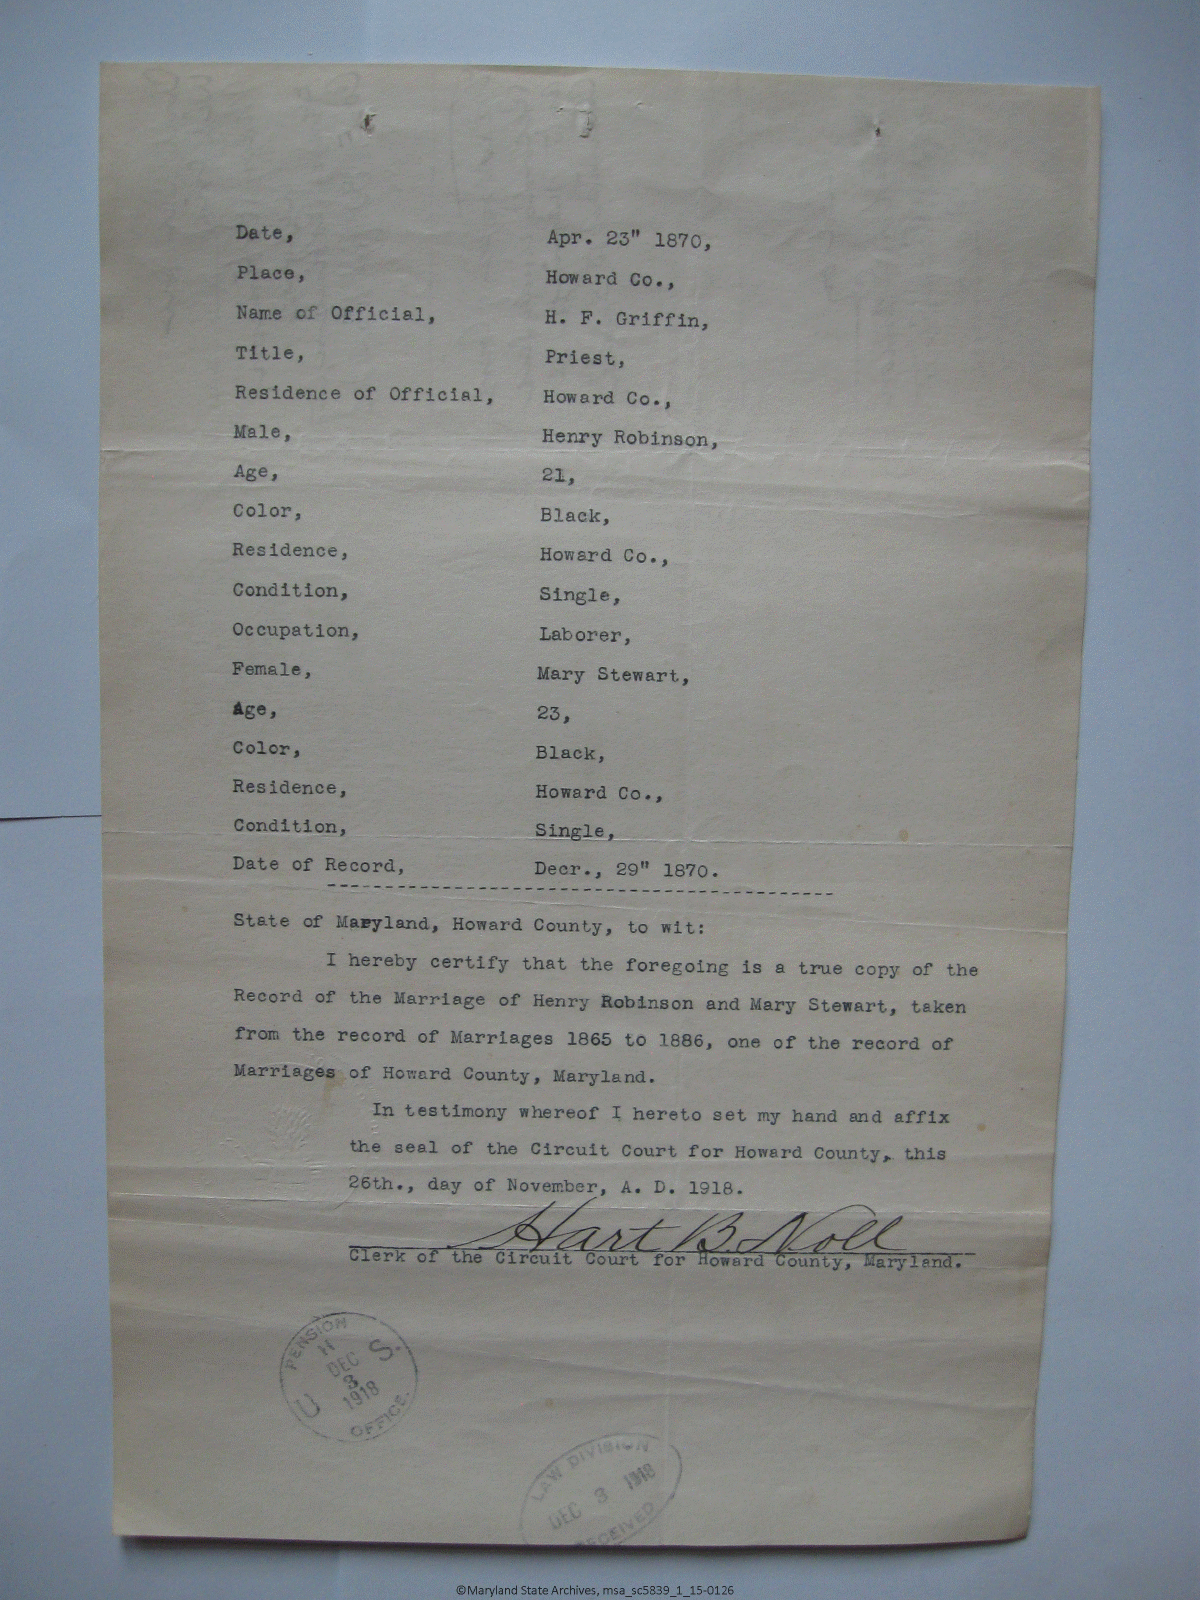 Date, Apr. 23" 1870,
Place, Howard Co.,
Name of Official, H. F. Griffin,
Title, Priest,
Residence of Official, Howard Co.,
Male, Henry Robinson,
Age, 21,
Color, Black,
Residence, Howard Co.,
Condition, Single,
Occupation, Laborer,
Female, Mary Stewart,
Age, 23,
Color, Black,
Residence, Howard Co.,
Condition, Single,
Date of Record, Decr., 29" 1870.
State of Maryland, Howard County, to wit:
I hereby certify that the foregoing is a true copy of the
Record of the Marriage of Henry Robinson and Mary Stewart, taken
from the record of Marriages 1865 to 1886, one of the record of
Marriages of Howard County, Maryland.
In testimony whereof I hereto set my hand and affix
the seal of the Circuit Court for Howard County, this
26th., day of November, A. D. 1918.
Hart B. Noll
Clerk of the Circuit Court for Howard County, Maryland.
PENSION
H
U S.
DEC
3
1918
OFFICE.
LAW DIVISION
DEC 3 1918
RECEIVED
©Maryland State Archives, msa_sc5839_1_15-0126